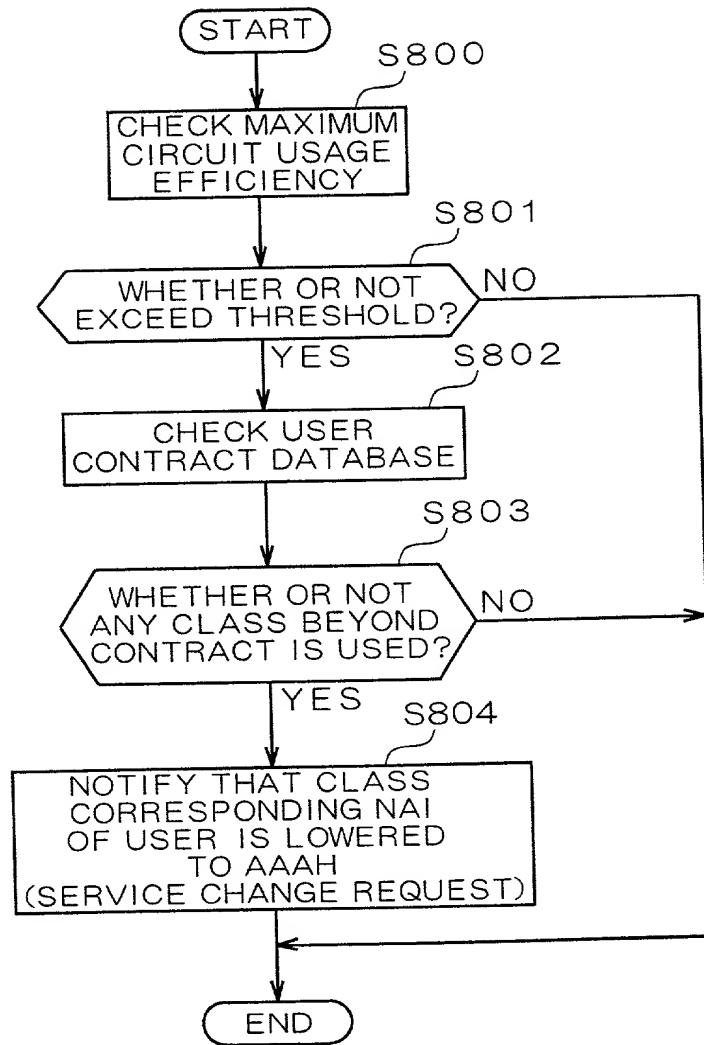 START
S800
CHECK MAXIMUM
CIRCUIT USAGE
EFFICIENCY
S801
WHETHER OR NOT
EXCEED THRESHOLD?
NO
YES
S802
CHECK USER
CONTRACT DATABASE
S803
WHETHER OR NOT
ANY CLASS BEYOND
CONTRACT IS USED?
NO
YES
S804
NOTIFY THAT CLASS
CORRESPONDING NAI
OF USER IS LOWERED
TO AAAH
(SERVICE CHANGE REQUEST)
END